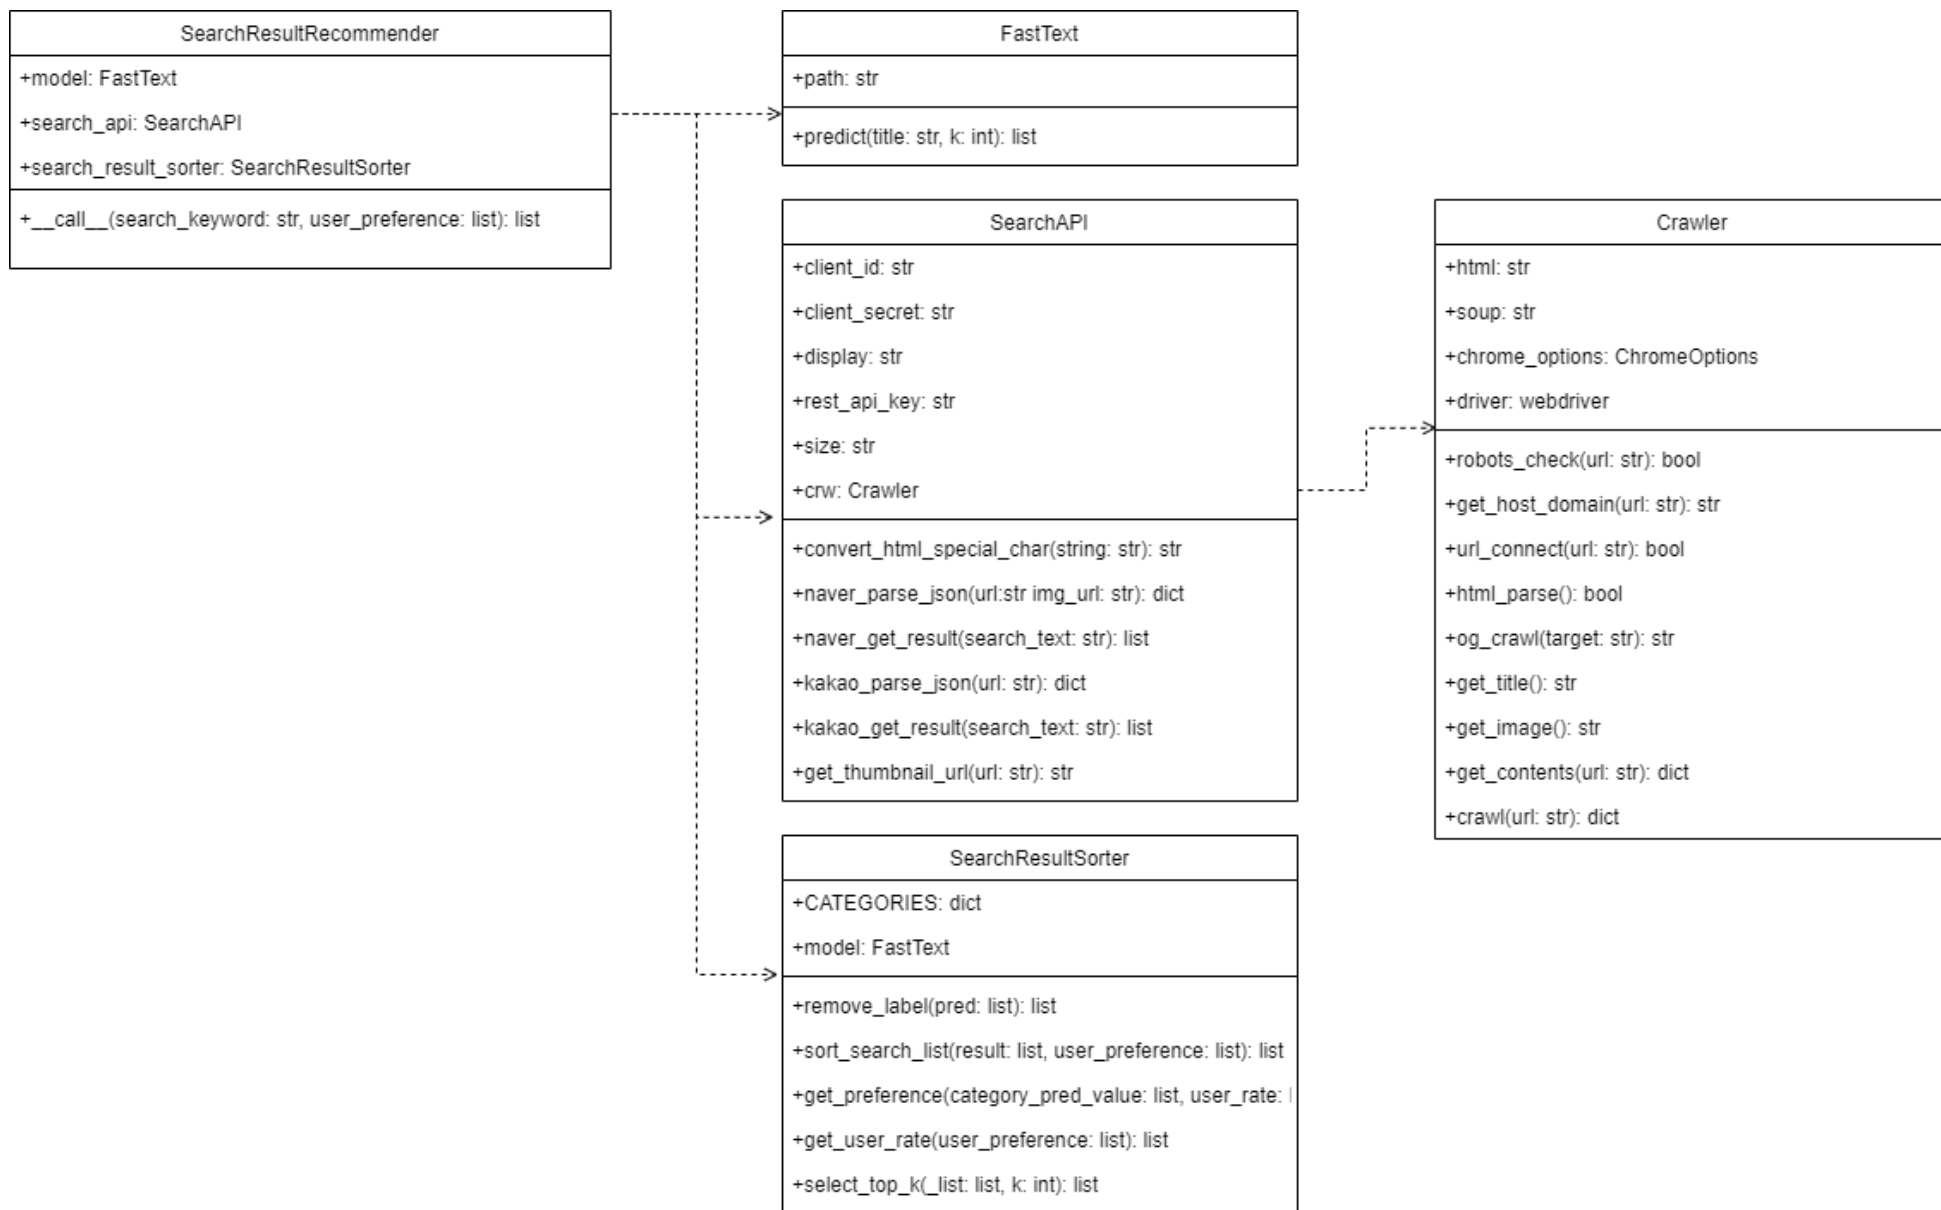 SearchResultRecommender
+model: FastText
+search_api: SearchAPI
+search_result_sorter: SearchResultSorter
+__call__(search_keyword: str, user_preference: list): list
FastText
+path: str
+predict(title: str, k: int): list
SearchAPI
+client_id: str
+client_secret: str
+display: str
+rest_api_key: str
+size: str
+crw: Crawler
+convert_html_special_char(string: str): str
+naver_parse_json(url:str img_url: str): dict
+naver_get_result(search_text: str): list
+kakao_parse_json(url: str): dict
+kakao_get_result(search_text: str): list
+get_thumbnail_url(url: str): str
Crawler
+html: str
+soup: str
+chrome_options: ChromeOptions
+driver: webdriver
+robots_check(url: str): bool
+get_host_domain(url: str): str
+url_connect(url: str): bool
+html_parse(): bool
+og_crawl(target: str): str
+get_title(): str
+get_image(): str
+get_contents(url: str): dict
+crawl(url: str): dict
SearchResultSorter
+CATEGORIES: dict
+model: FastText
+remove_label(pred: list): list
+sort_search_list(result: list, user_preference: list): list
+get_preference(category_pred_value: list, user_rate:
+get_user_rate(user_preference: list): list
+select_top_k(_list: list, k: int): list